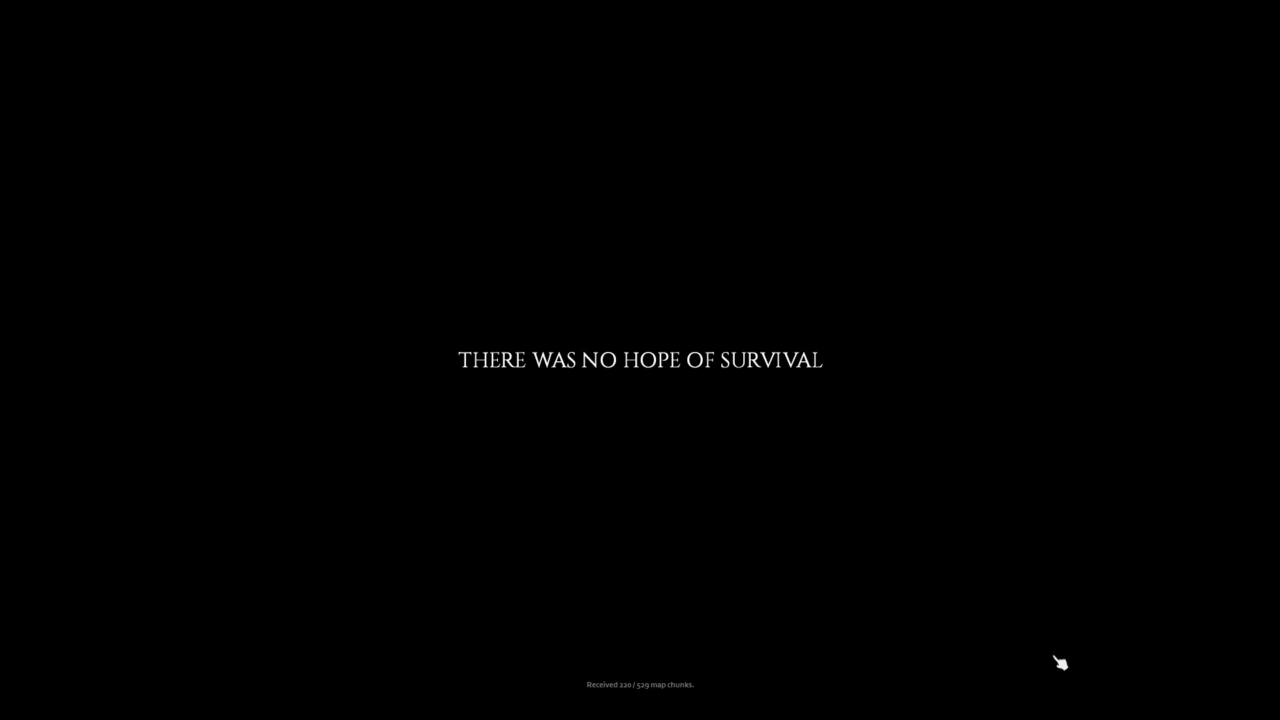 THERE WAS NO HOPE OF SURVIVAL
Received 220 / 529 map chunks.